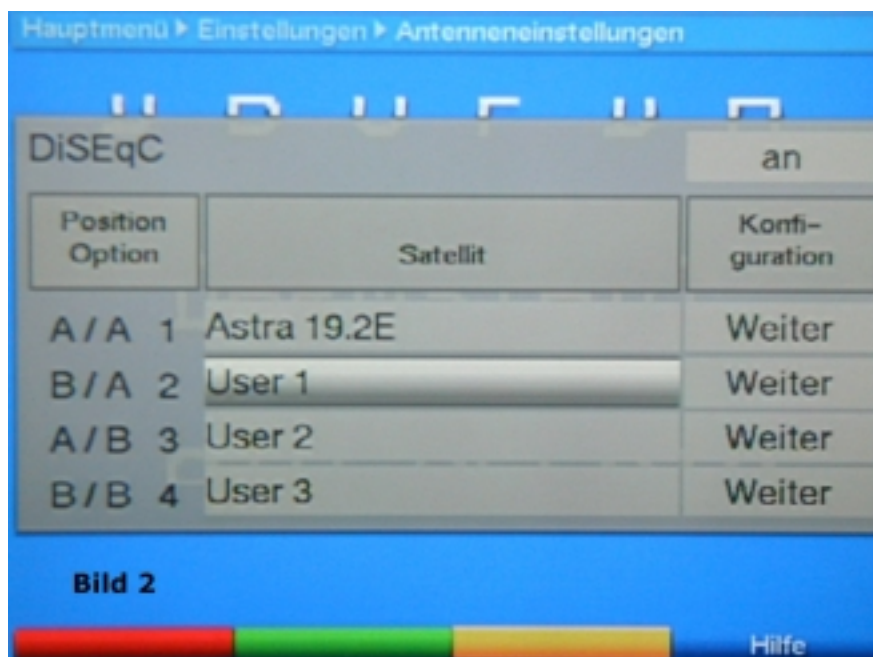 Hauptmenü ▸ Einstellungen ▸ Antenneneinstellungen
DiSEqC an
Position Option Satellit Konfi-guration
A/A 1 Astra 19.2E Weiter
B/A 2 User 1 Weiter
A/B 3 User 2 Weiter
B/B 4 User 3 Weiter
Bild 2
Hilfe